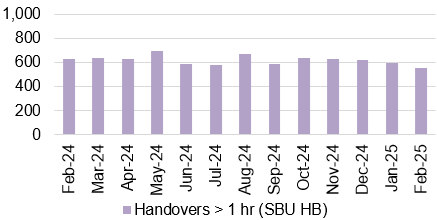 1,000
800
600
400
200
0
Feb-24
Mar-24
Apr-24
May-24
Jun-24
Jul-24
Aug-24
Sep-24
Oct-24
Nov-24
Dec-24
Jan-25
Feb-25
Handovers > 1 hr (SBU HB)